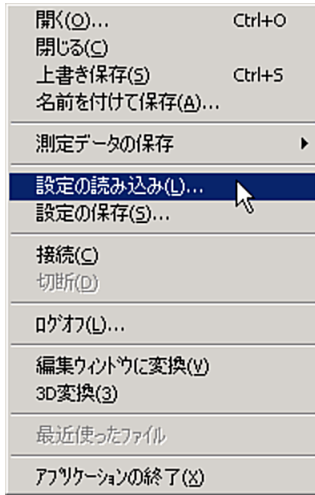 開く(O)... Ctrl+O
閉じる(C)
上書き保存(S) Ctrl+S
名前を付けて保存(A)...
測定データの保存
設定の読み込み(L)...
設定の保存(S)...
接続(C)
切断(D)
ログオフ(L)...
編集ウィンドウに変換(V)
3D変換(3)
最近使ったファイル
アプリケーションの終了(X)